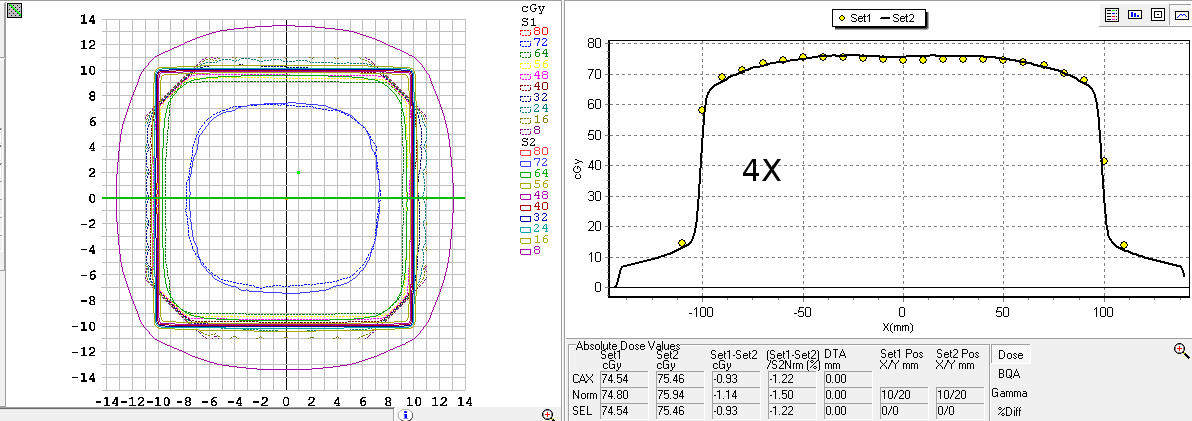 cGy
S1
80
72
64
56
48
40
32
24
16
8
S2
80
72
64
56
48
40
32
24
16
8
14
12
10
8
6
4
2
0
-2
-4
-6
-8
-10
-12
-14
-14 -12 -10 -8 -6 -4 -2 0 2 4 6 8 10 12 14
Set1 Set2
80
70
60
50
40
30
20
10
0
cGy
4X
-100 -50 0 50 100
X(mm)
Absolute Dose Values
Set1 Set2 Set1-Set2 (Set1-Set2) DTA Set1 Pos Set2 Pos
cGy cGy cGy /S2Nrm (%) mm X/Y mm X/Y mm
CAX 74.54 75.46 -0.93 -1.22 0.00
Norm 74.80 75.94 -1.14 -1.50 0.00 10/20 10/20
SEL 74.54 75.46 -0.93 -1.22 0.00 0/0 0/0
Dose
BQA
Gamma
%Diff